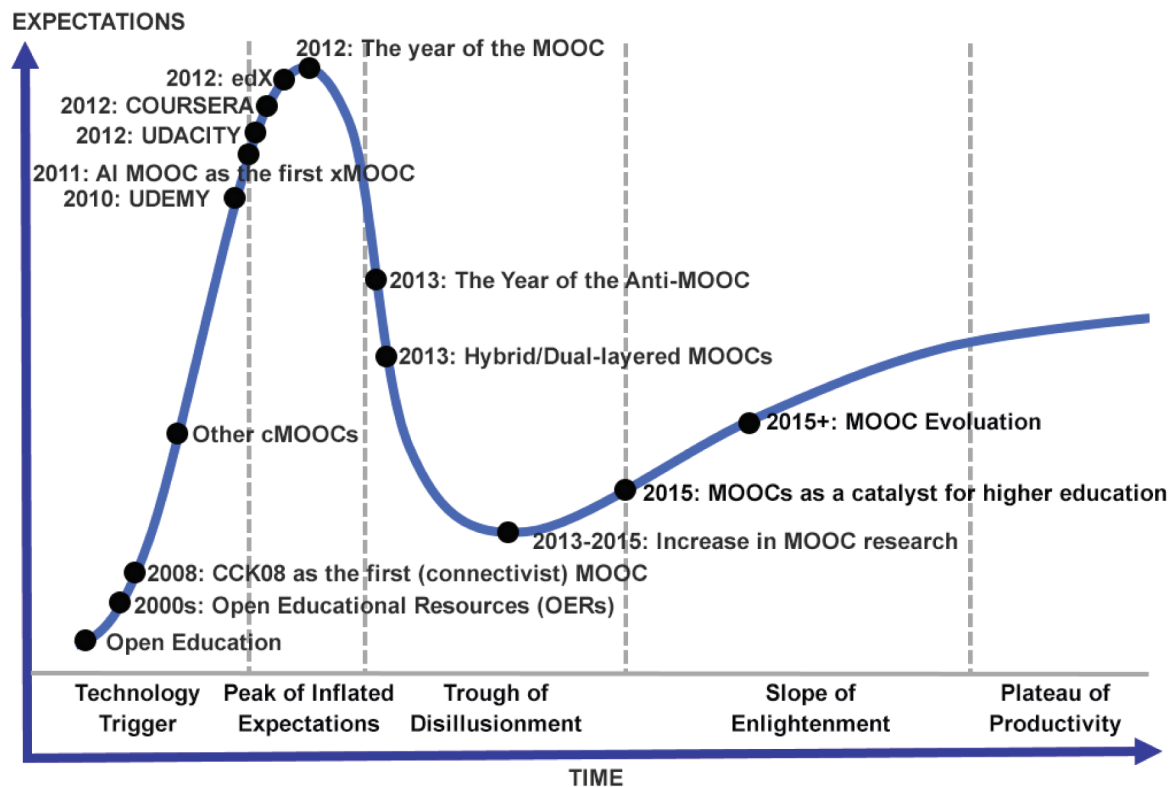 EXPECTATIONS
2012: The year of the MOOC
2012: edX
2012: COURSERA
2012: UDACITY
2011: AI MOOC as the first xMOOC
2010: UDEMY
2013: The Year of the Anti-MOOC
2013: Hybrid/Dual-layered MOOCs
Other cMOOCs
2015+: MOOC Evoluation
2015: MOOCs as a catalyst for higher education
2013-2015: Increase in MOOC research
2008: CCK08 as the first (connectivist) MOOC
2000s: Open Educational Resources (OERs)
Open Education
Technology
Trigger
Peak of Inflated
Expectations
Trough of
Disillusionment
Slope of
Enlightenment
Plateau of
Productivity
TIME